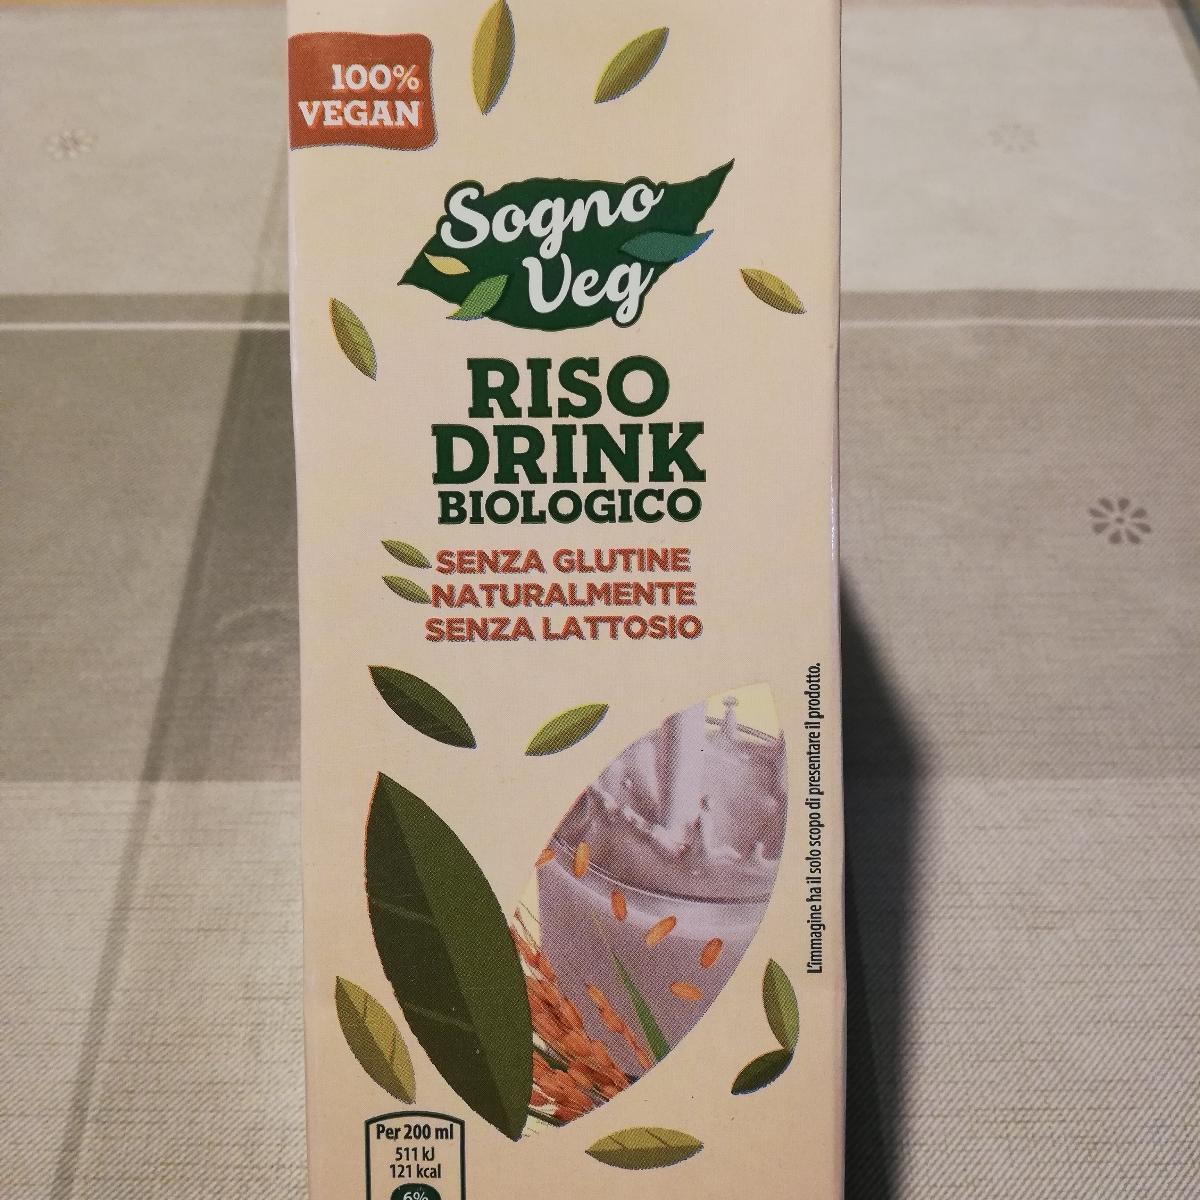 100%
VEGAN
Sogno
Veg
RISO
DRINK
BIOLOGICO
SENZA GLUTINE
NATURALMENTE
SENZA LATTOSIO
L'immagine ha il solo scopo di presentare il prodotto.
Per 200 ml
511 kJ
121 kcal
6%